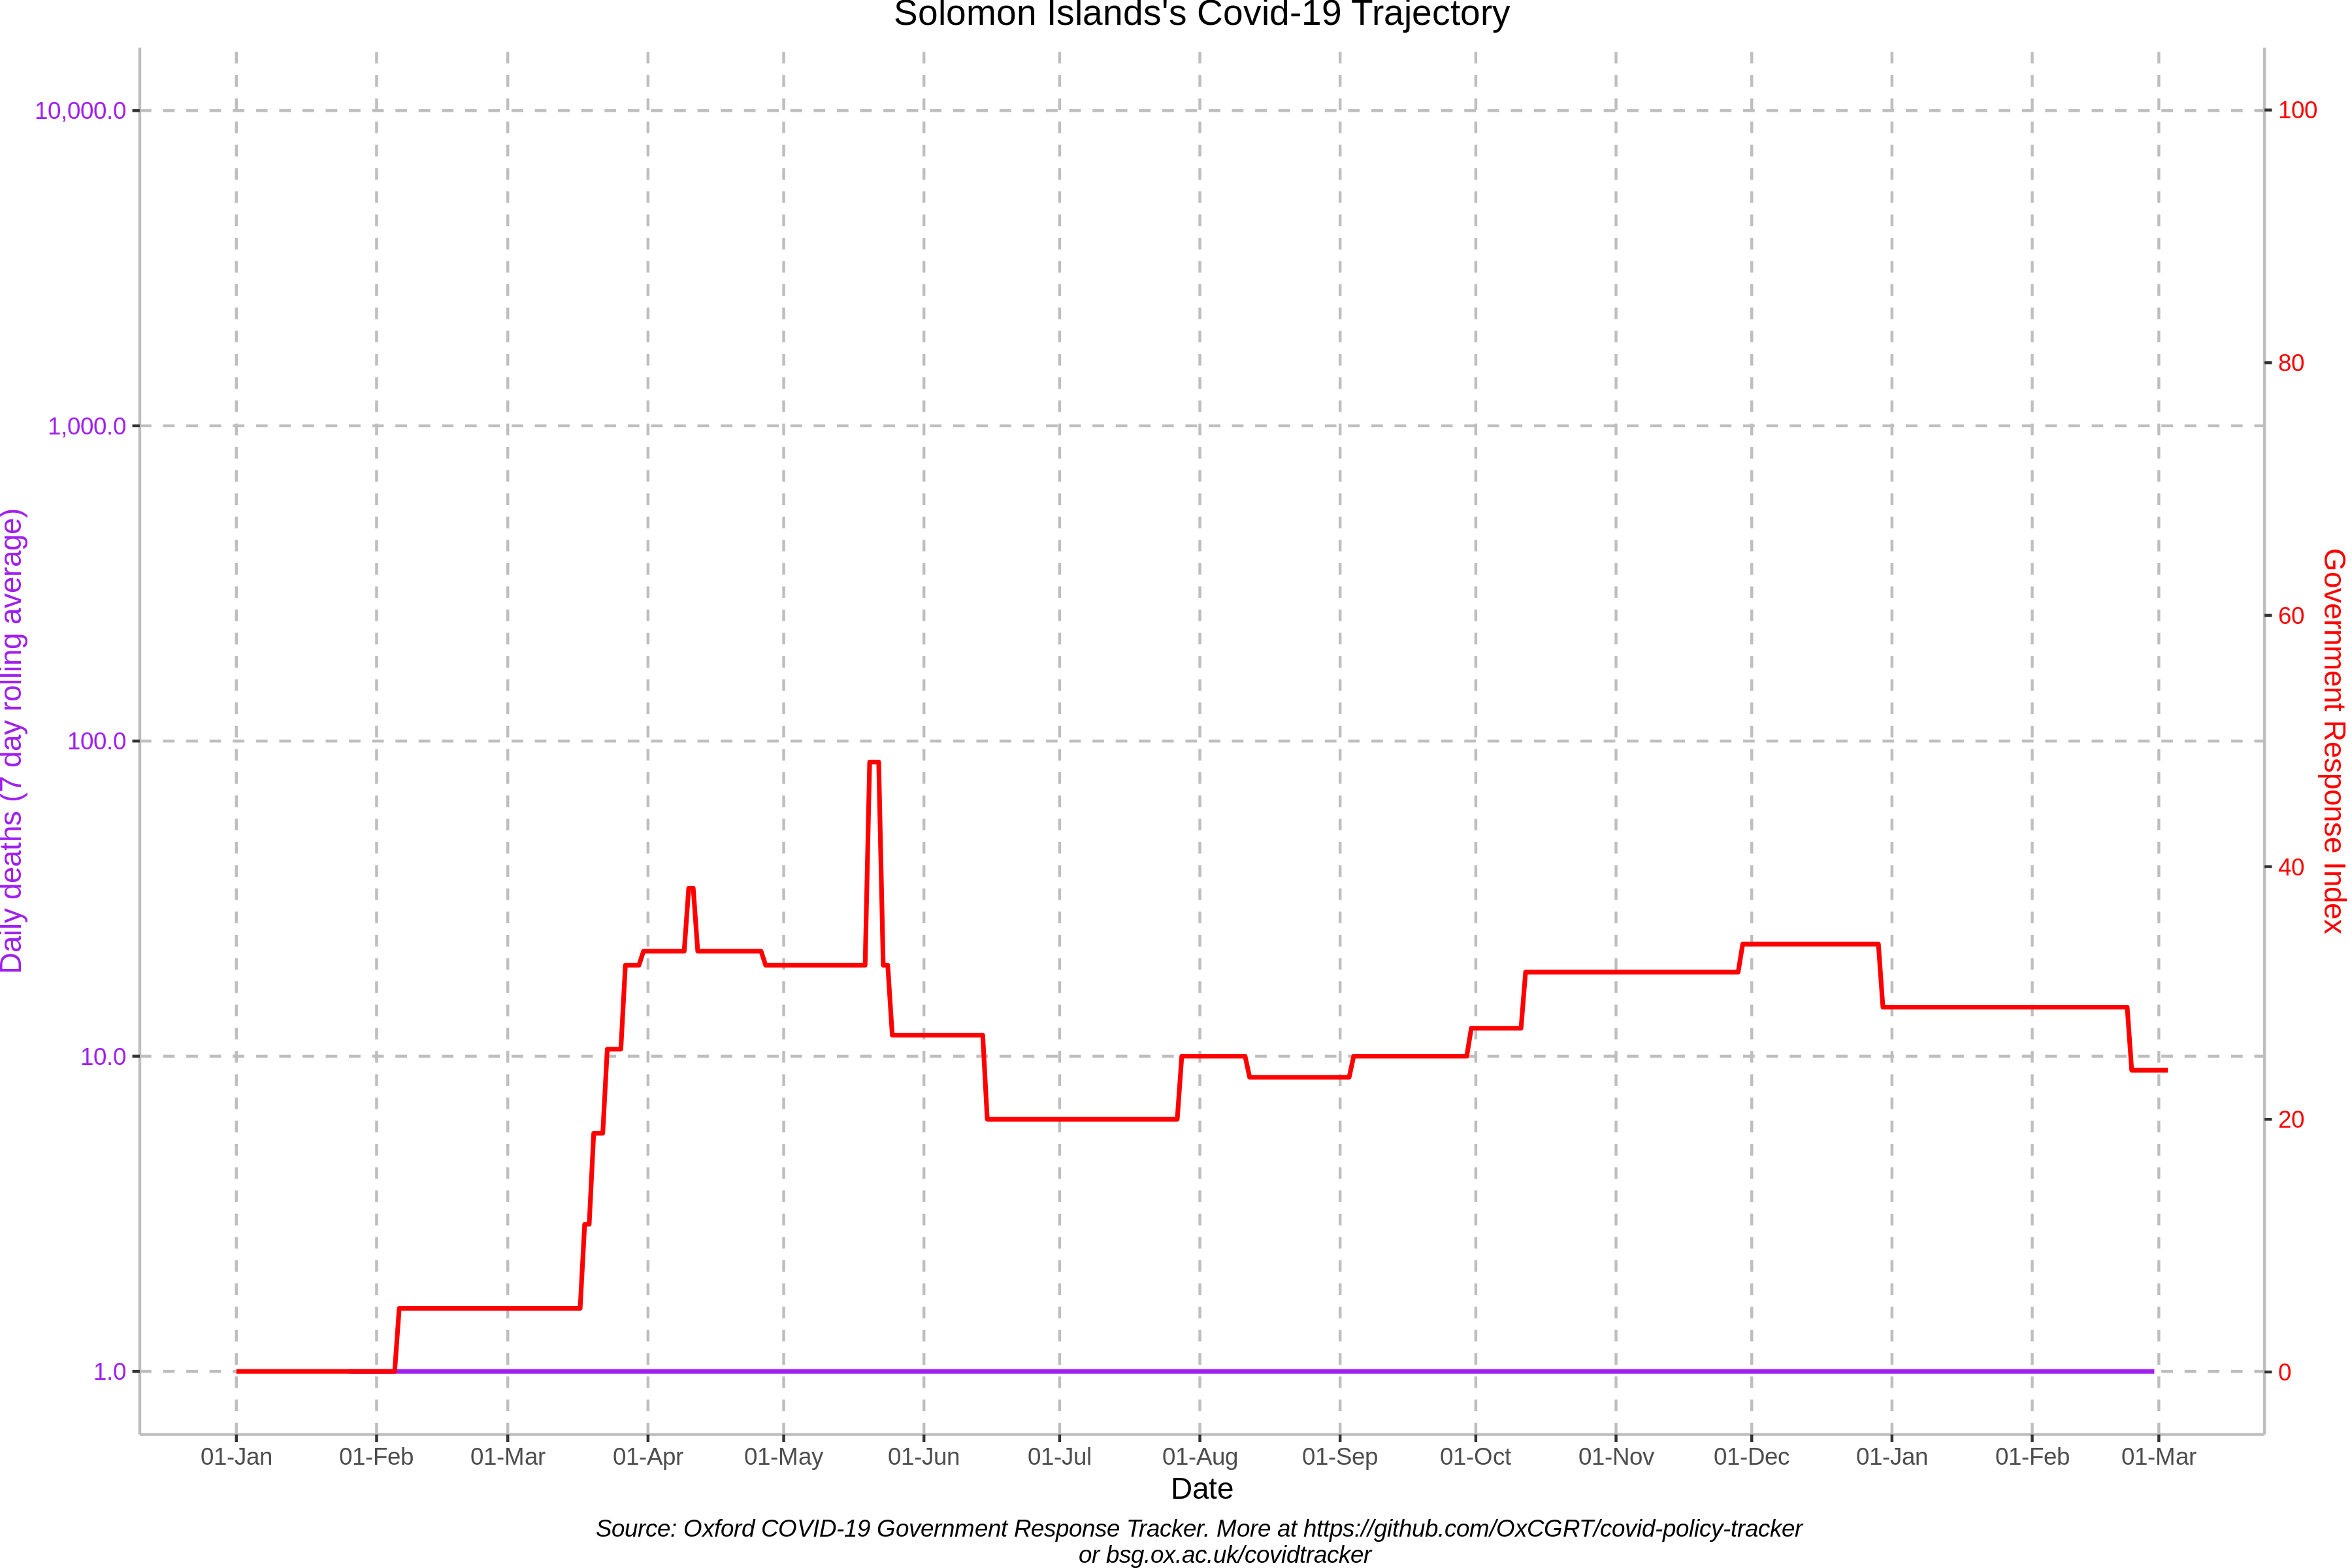 Solomon Islands's Covid-19 Trajectory
10,000.0
1,000.0
100.0
10.0
1.0
Daily deaths (7 day rolling average)
100
80
60
40
20
0
Government Response Index
01-Jan 01-Feb 01-Mar 01-Apr 01-May 01-Jun 01-Jul 01-Aug 01-Sep 01-Oct 01-Nov 01-Dec 01-Jan 01-Feb 01-Mar
Date
Source: Oxford COVID-19 Government Response Tracker. More at https://github.com/OxCGRT/covid-policy-tracker
or bsg.ox.ac.uk/covidtracker